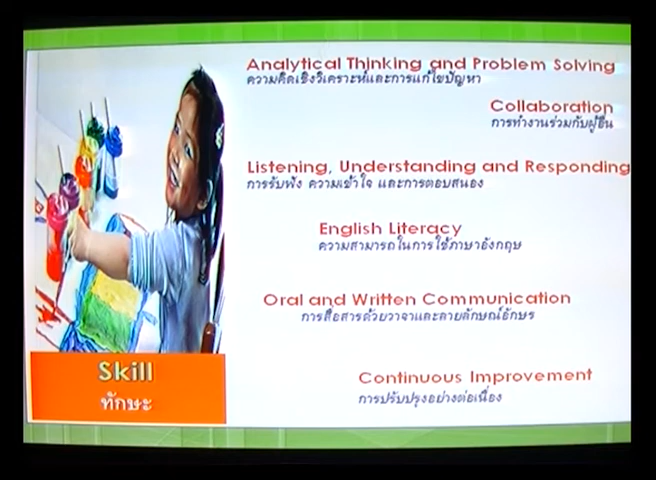 Analytical Thinking and Problem Solving
ความคิดเชิงวิเคราะห์และการแก้ไขปัญหา
Collaboration
การทำงานร่วมกับผู้อื่น
Listening, Understanding and Responding
การรับฟัง ความเข้าใจ และการตอบสนอง
English Literacy
ความสามารถในการใช้ภาษาอังกฤษ
Oral and Written Communication
การสื่อสารด้วยวาจาและลายลักษณ์อักษร
Continuous Improvement
การปรับปรุงอย่างต่อเนื่อง
Skill
ทักษะ